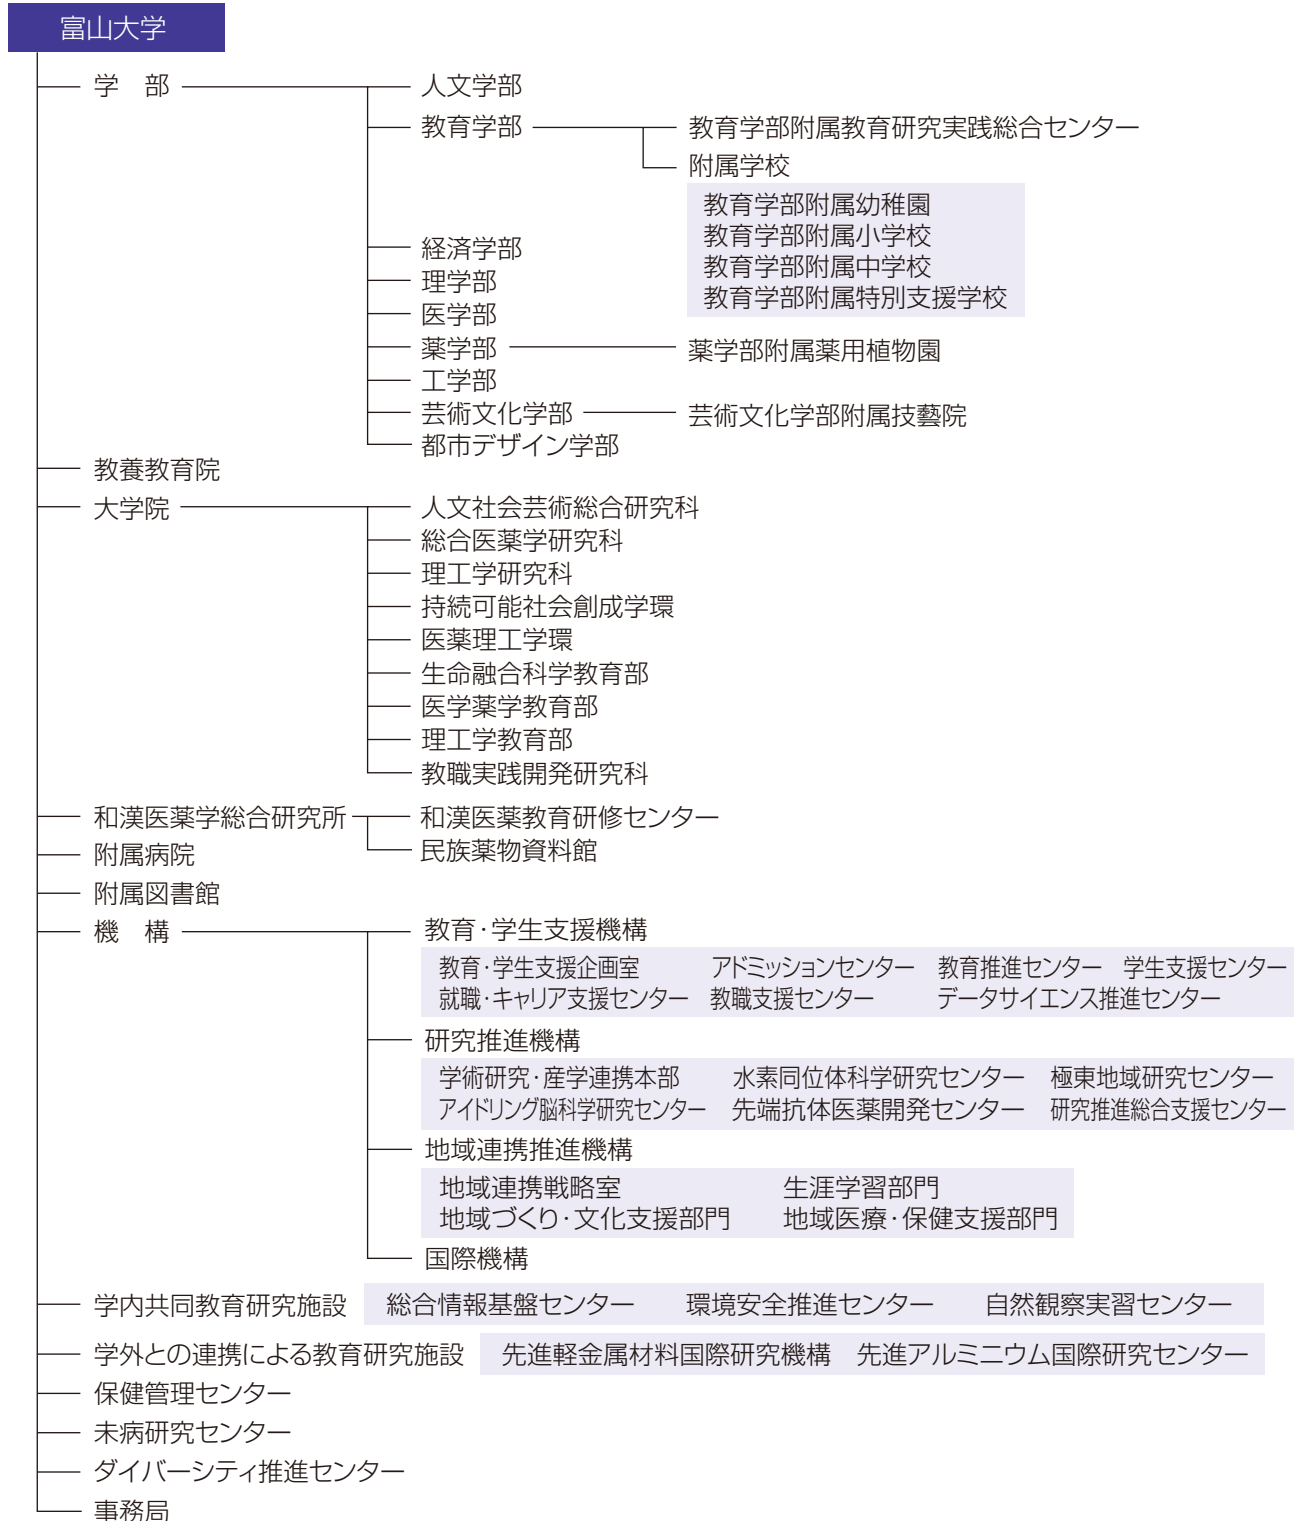 富山大学
学　部
人文学部
教育学部
教育学部附属教育研究実践総合センター
附属学校
教育学部附属幼稚園
教育学部附属小学校
教育学部附属中学校
教育学部附属特別支援学校
経済学部
理学部
医学部
薬学部
薬学部附属薬用植物園
工学部
芸術文化学部
芸術文化学部附属技藝院
都市デザイン学部
教養教育院
大学院
人文社会芸術総合研究科
総合医薬学研究科
理工学研究科
持続可能社会創成学環
医薬理工学環
生命融合科学教育部
医学薬学教育部
理工学教育部
教職実践開発研究科
和漢医薬学総合研究所
和漢医薬教育研修センター
民族薬物資料館
附属病院
附属図書館
機　構
教育・学生支援機構
教育・学生支援企画室　アドミッションセンター　教育推進センター　学生支援センター
就職・キャリア支援センター　教職支援センター　データサイエンス推進センター
研究推進機構
学術研究・産学連携本部　水素同位体科学研究センター　極東地域研究センター
アイドリング脳科学研究センター　先端抗体医薬開発センター　研究推進総合支援センター
地域連携推進機構
地域連携戦略室　生涯学習部門
地域づくり・文化支援部門　地域医療・保健支援部門
国際機構
学内共同教育研究施設　総合情報基盤センター　環境安全推進センター　自然観察実習センター
学外との連携による教育研究施設　先進軽金属材料国際研究機構　先進アルミニウム国際研究センター
保健管理センター
未病研究センター
ダイバーシティ推進センター
事務局